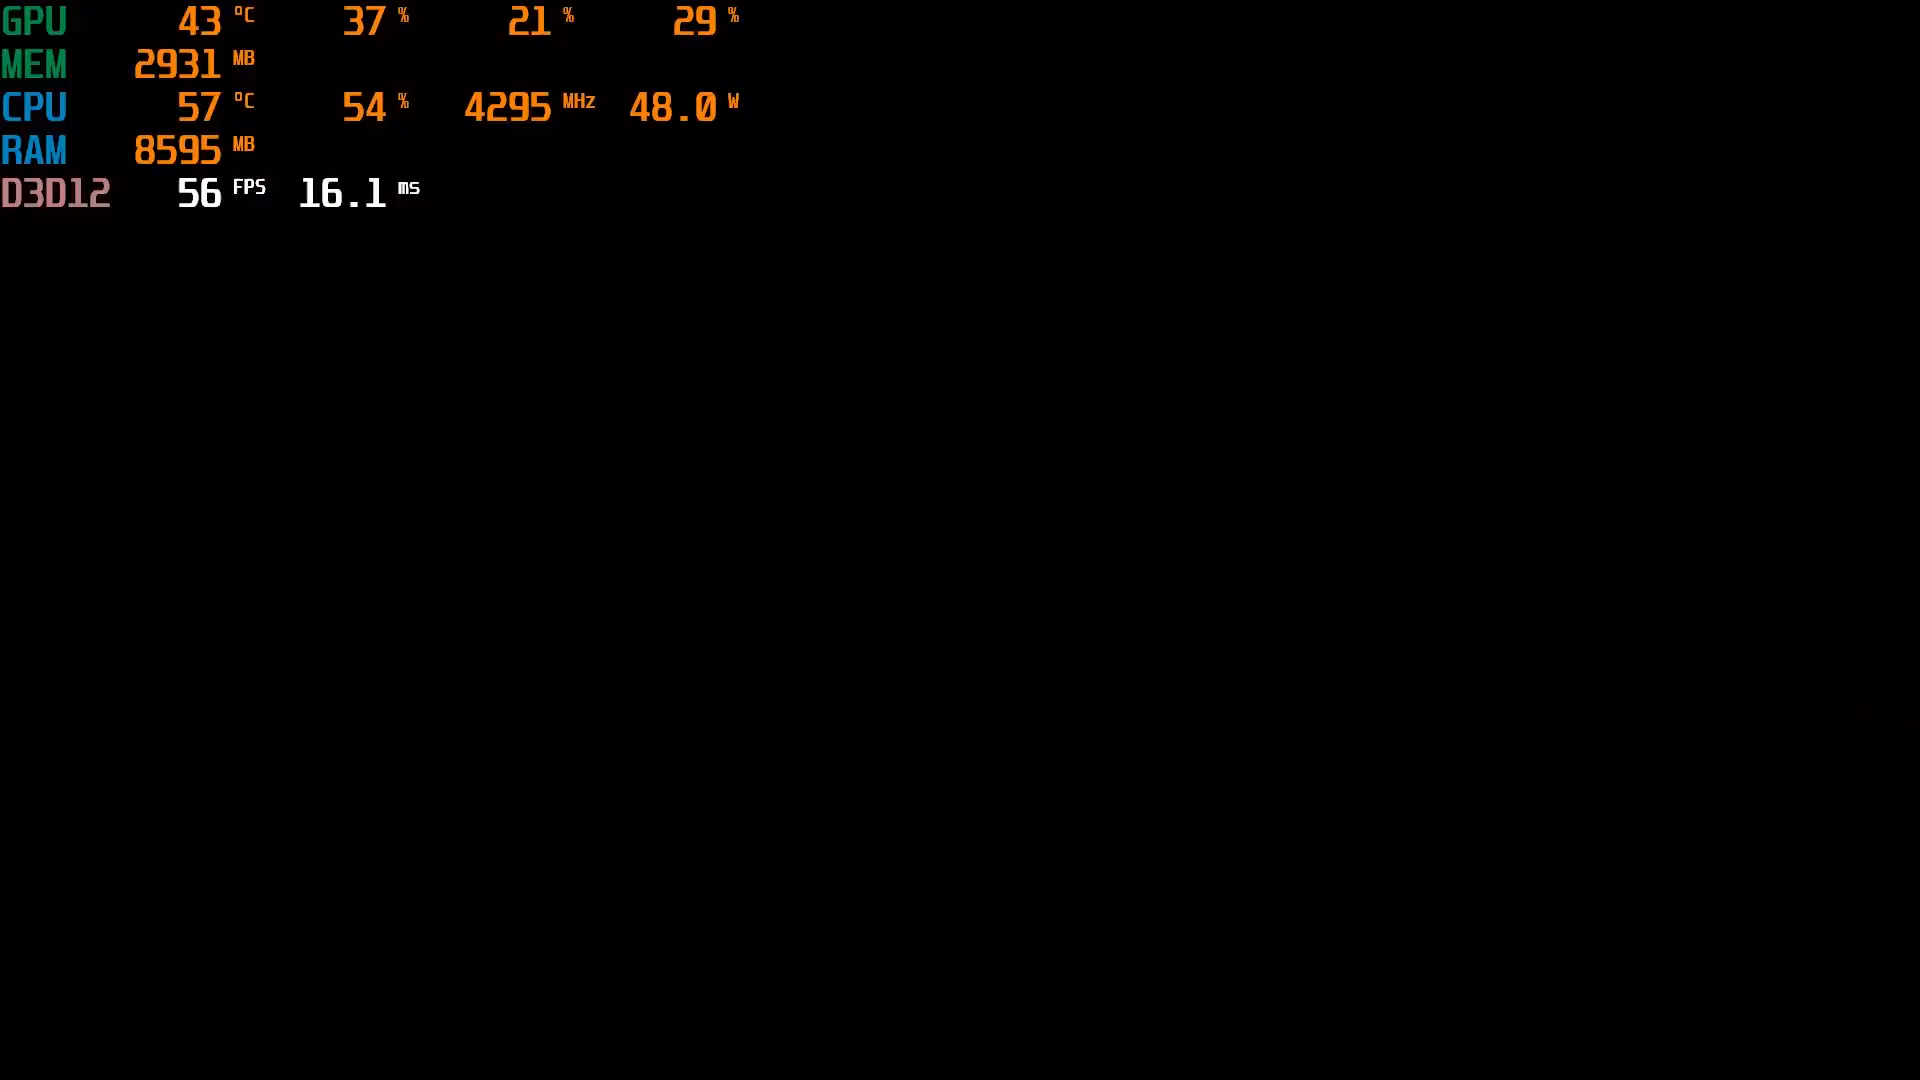 GPU 43 °C 37 % 21 % 29 %
MEM 2931 MB
CPU 57 °C 54 % 4295 MHz 48.0 W
RAM 8595 MB
D3D12 56 FPS 16.1 ms